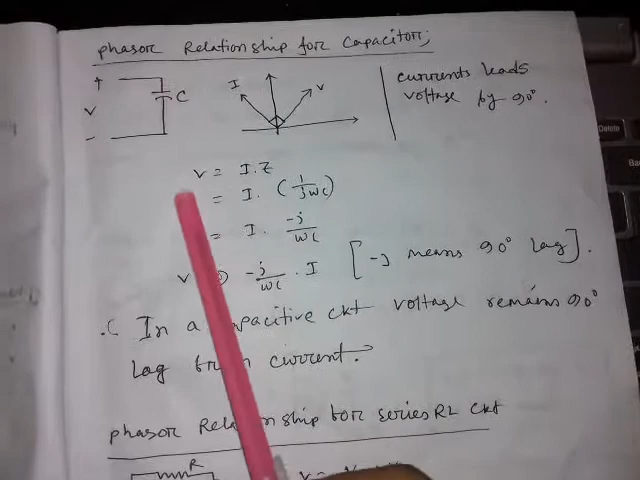 phasor Relationship for Capacitor;
+
V
-
C
I
V
currents leads
voltage by 90°.
V = I.Z
= I. (1/jwc)
= I. -j/wc
V -j/wc . I [-J means 90° lag].
In a capacitive ckt voltage remains 90°
Lag from current.
phasor Relationship for series RL ckt
R
Delete